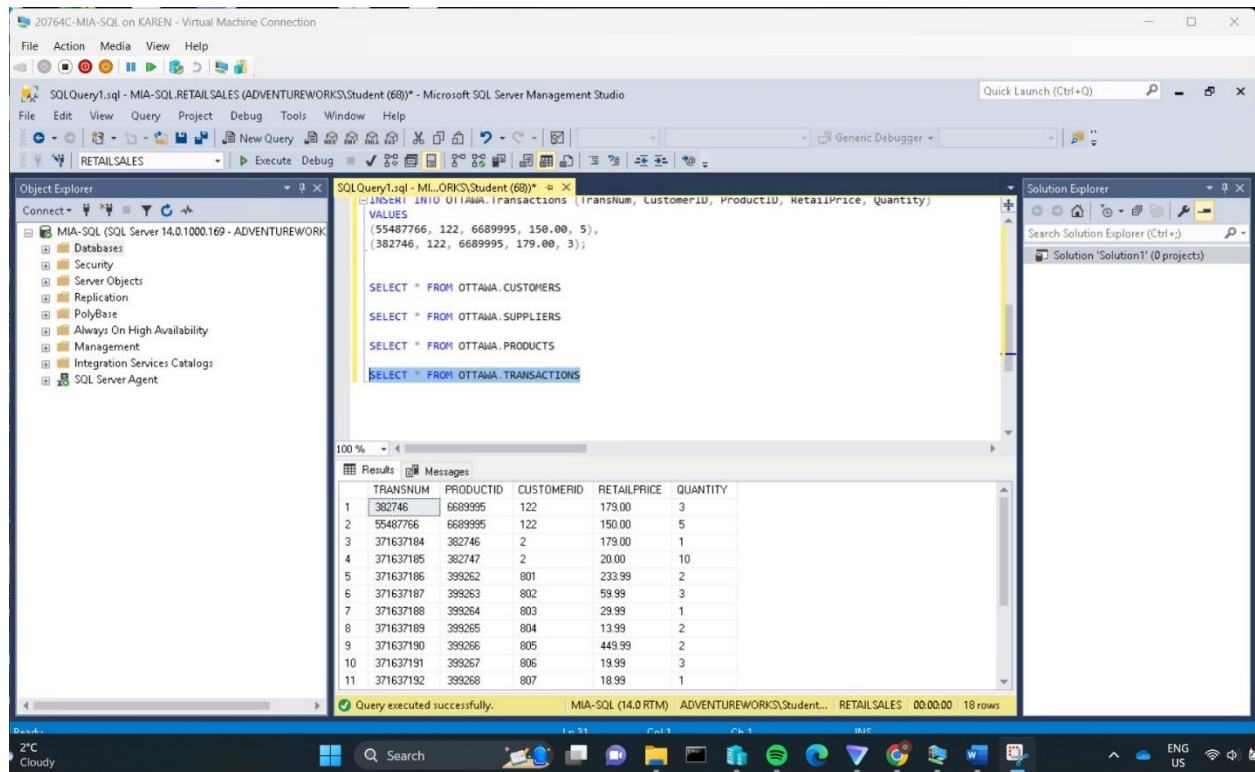 20764C-MIA-SQL on KAREN - Virtual Machine Connection
File Action Media View Help
SQLQuery1.sql - MIA-SQL.RETAILSALES (ADVENTUREWORKS\Student (68))* - Microsoft SQL Server Management Studio
Quick Launch (Ctrl+Q)
File Edit View Query Project Debug Tools Window Help
New Query
Generic Debugger
RETAILSALES
Execute Debug
Object Explorer
Connect
MIA-SQL (SQL Server 14.0.1000.169 - ADVENTUREWORK
Databases
Security
Server Objects
Replication
PolyBase
Always On High Availability
Management
Integration Services Catalogs
SQL Server Agent
SQLQuery1.sql - MI...ORKS\Student (68))*
INSERT INTO OTTAWA.Transactions (TransNum, CustomerID, ProductID, RetailPrice, Quantity)
VALUES
(55487766, 122, 6689995, 150.00, 5),
(382746, 122, 6689995, 179.00, 3);
SELECT * FROM OTTAWA.CUSTOMERS
SELECT * FROM OTTAWA.SUPPLIERS
SELECT * FROM OTTAWA.PRODUCTS
SELECT * FROM OTTAWA.TRANSACTIONS
100 %
Results Messages
TRANSNUM PRODUCTID CUSTOMERID RETAILPRICE QUANTITY
1 382746 6689995 122 179.00 3
2 55487766 6689995 122 150.00 5
3 371637184 382746 2 179.00 1
4 371637185 382747 2 20.00 10
5 371637186 399262 801 233.99 2
6 371637187 399263 802 59.99 3
7 371637188 399264 803 29.99 1
8 371637189 399265 804 13.99 2
9 371637190 399266 805 449.99 2
10 371637191 399267 806 19.99 3
11 371637192 399268 807 18.99 1
Query executed successfully. MIA-SQL (14.0 RTM) ADVENTUREWORKS\Student... RETAILSALES 00:00:00 18 rows
Solution Explorer
Search Solution Explorer (Ctrl+;)
Solution 'Solution1' (0 projects)
Ready Ln 31 Col 1 Ch 1 INS
2°C
Cloudy
Search
ENG
US